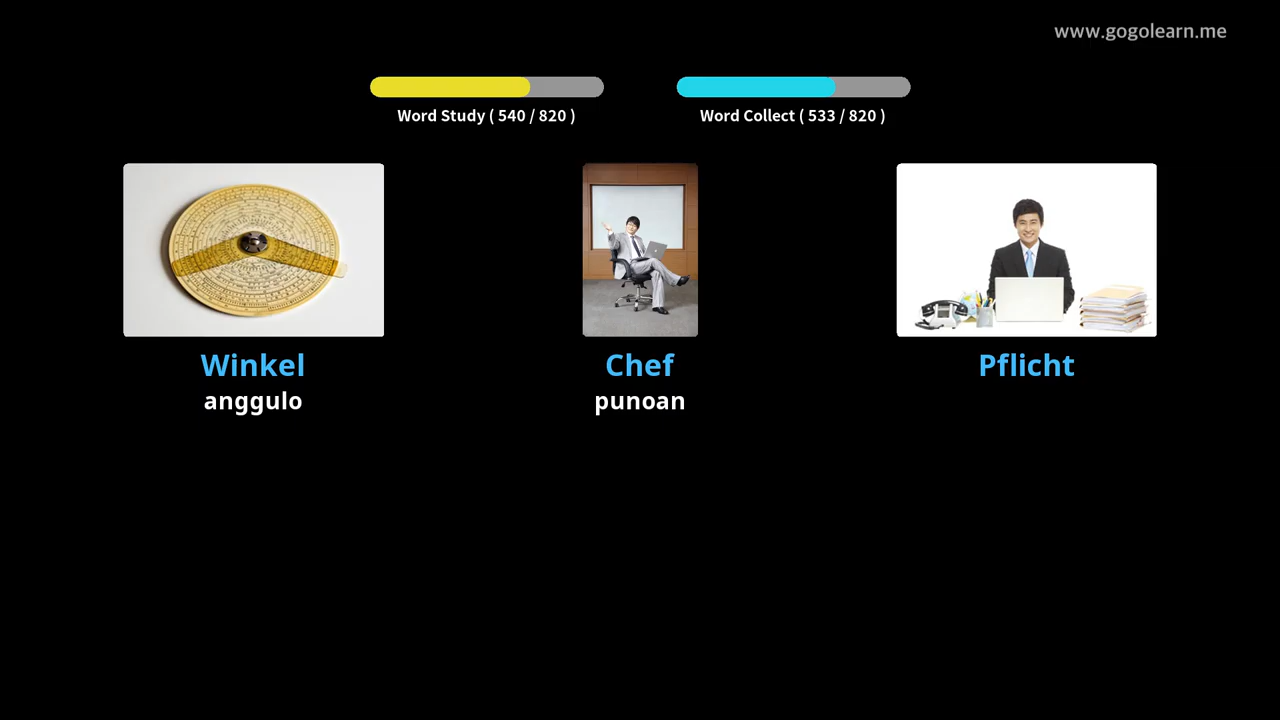 www.gogolearn.me
Word Study ( 540 / 820 )
Word Collect ( 533 / 820 )
Winkel
Chef
Pflicht
anggulo
punoan